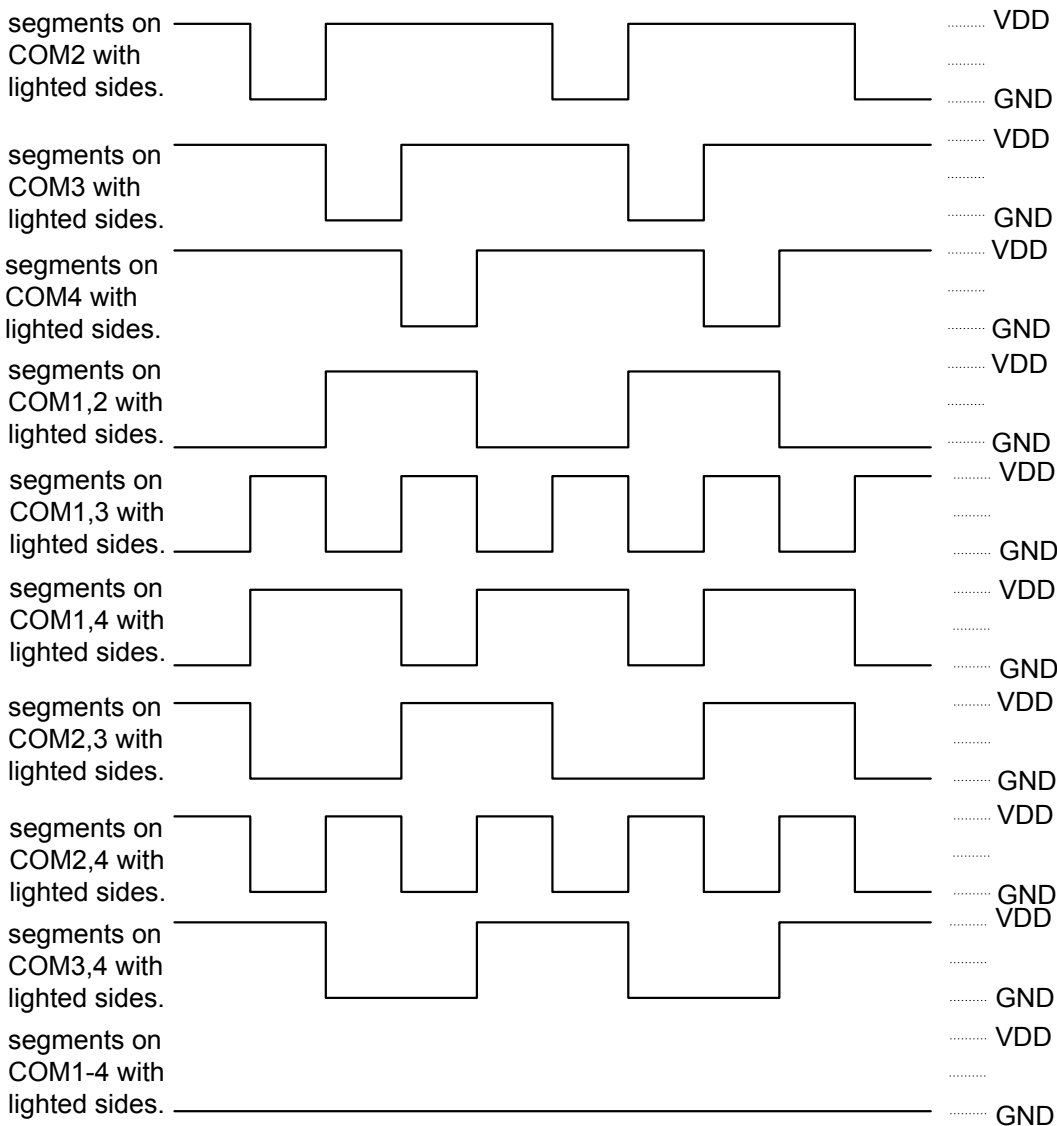 segments on
COM2 with
lighted sides.
VDD
GND
segments on
COM3 with
lighted sides.
VDD
GND
segments on
COM4 with
lighted sides.
VDD
GND
segments on
COM1,2 with
lighted sides.
VDD
GND
segments on
COM1,3 with
lighted sides.
VDD
GND
segments on
COM1,4 with
lighted sides.
VDD
GND
segments on
COM2,3 with
lighted sides.
VDD
GND
segments on
COM2,4 with
lighted sides.
VDD
GND
segments on
COM3,4 with
lighted sides.
VDD
GND
segments on
COM1-4 with
lighted sides.
VDD
GND